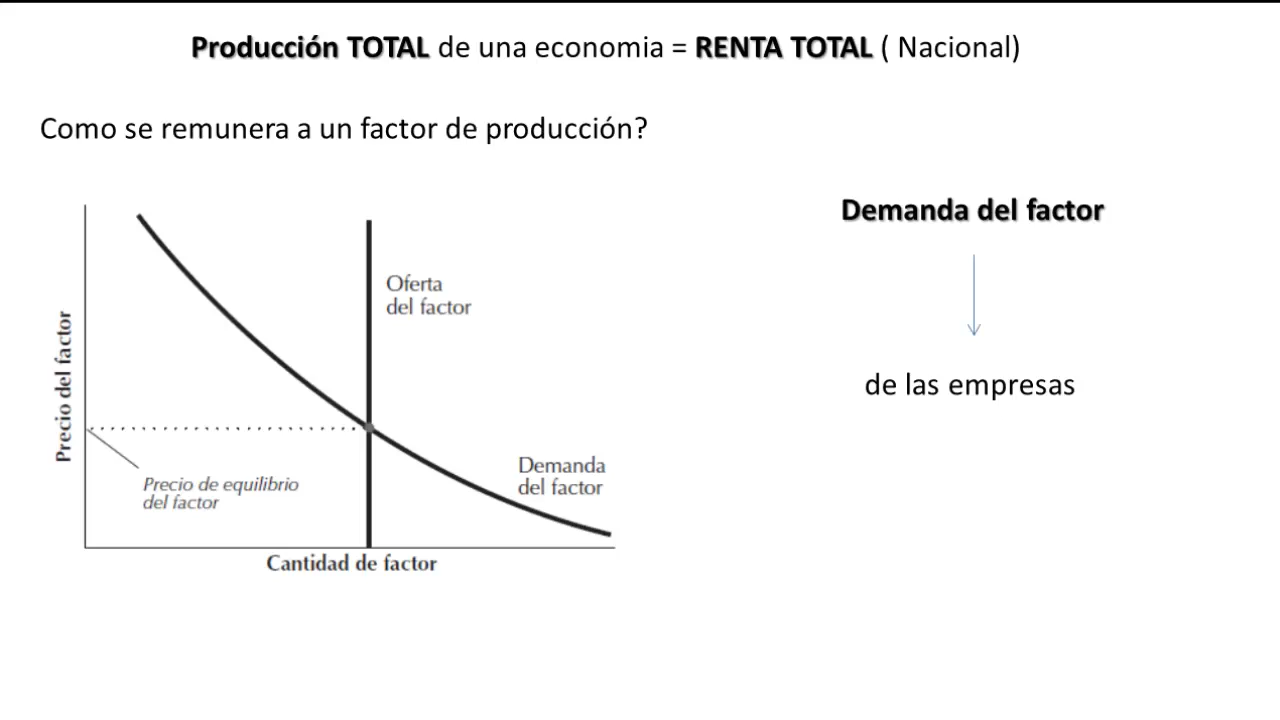 Producción TOTAL de una economia = RENTA TOTAL ( Nacional)
Como se remunera a un factor de producción?
Demanda del factor
de las empresas
Precio del factor
Oferta
del factor
Demanda
del factor
Precio de equilibrio
del factor
Cantidad de factor